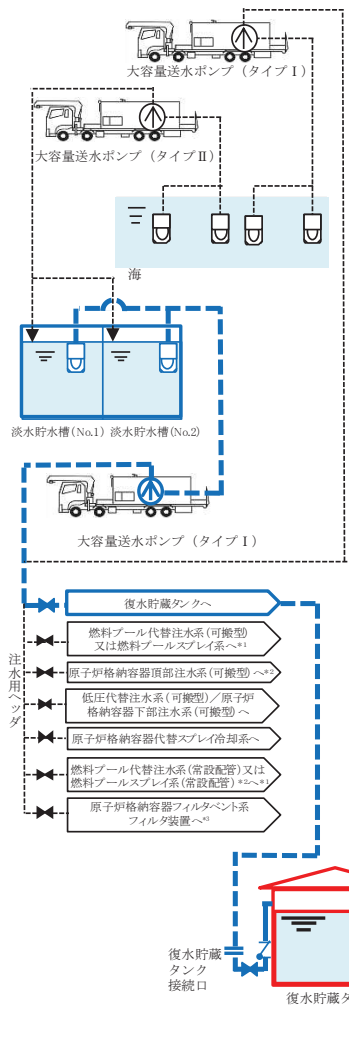 大容量送水ポンプ（タイプⅠ）
大容量送水ポンプ（タイプⅡ）
海
淡水貯水槽（No.1）
淡水貯水槽（No.2）
大容量送水ポンプ（タイプⅠ）
注水用ヘッダ
復水貯蔵タンクへ
燃料プール代替注水系（可搬型）
又は燃料プールスプレイ系へ*1
原子炉格納容器頂部注水系（可搬型）へ*2
低圧代替注水系（可搬型）／原子炉
格納容器下部注水系（可搬型）へ
原子炉格納容器代替スプレイ冷却系へ
燃料プール代替注水系（常設配管）又は
燃料プールスプレイ系（常設配管）*2へ*1
原子炉格納容器フィルタベント系
フィルタ装置へ*3
復水貯蔵
タンク
接続口
復水貯蔵タ